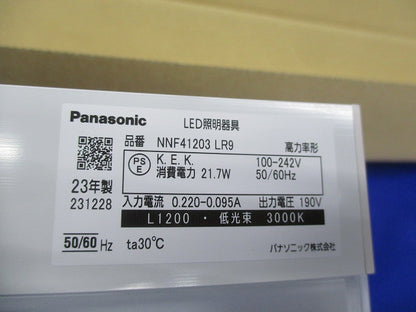 Panasonic LED照明器具
品番 NNF41203 LR9 高力率形
PS E K. E. K. 100-242V
消費電力 21.7W 50/60Hz
23年製
231228 入力電流 0.220-0.095A 出力電圧 190V
L1200 · 低光束 3000K
50/60 Hz ta30℃ パナソニック株式会社